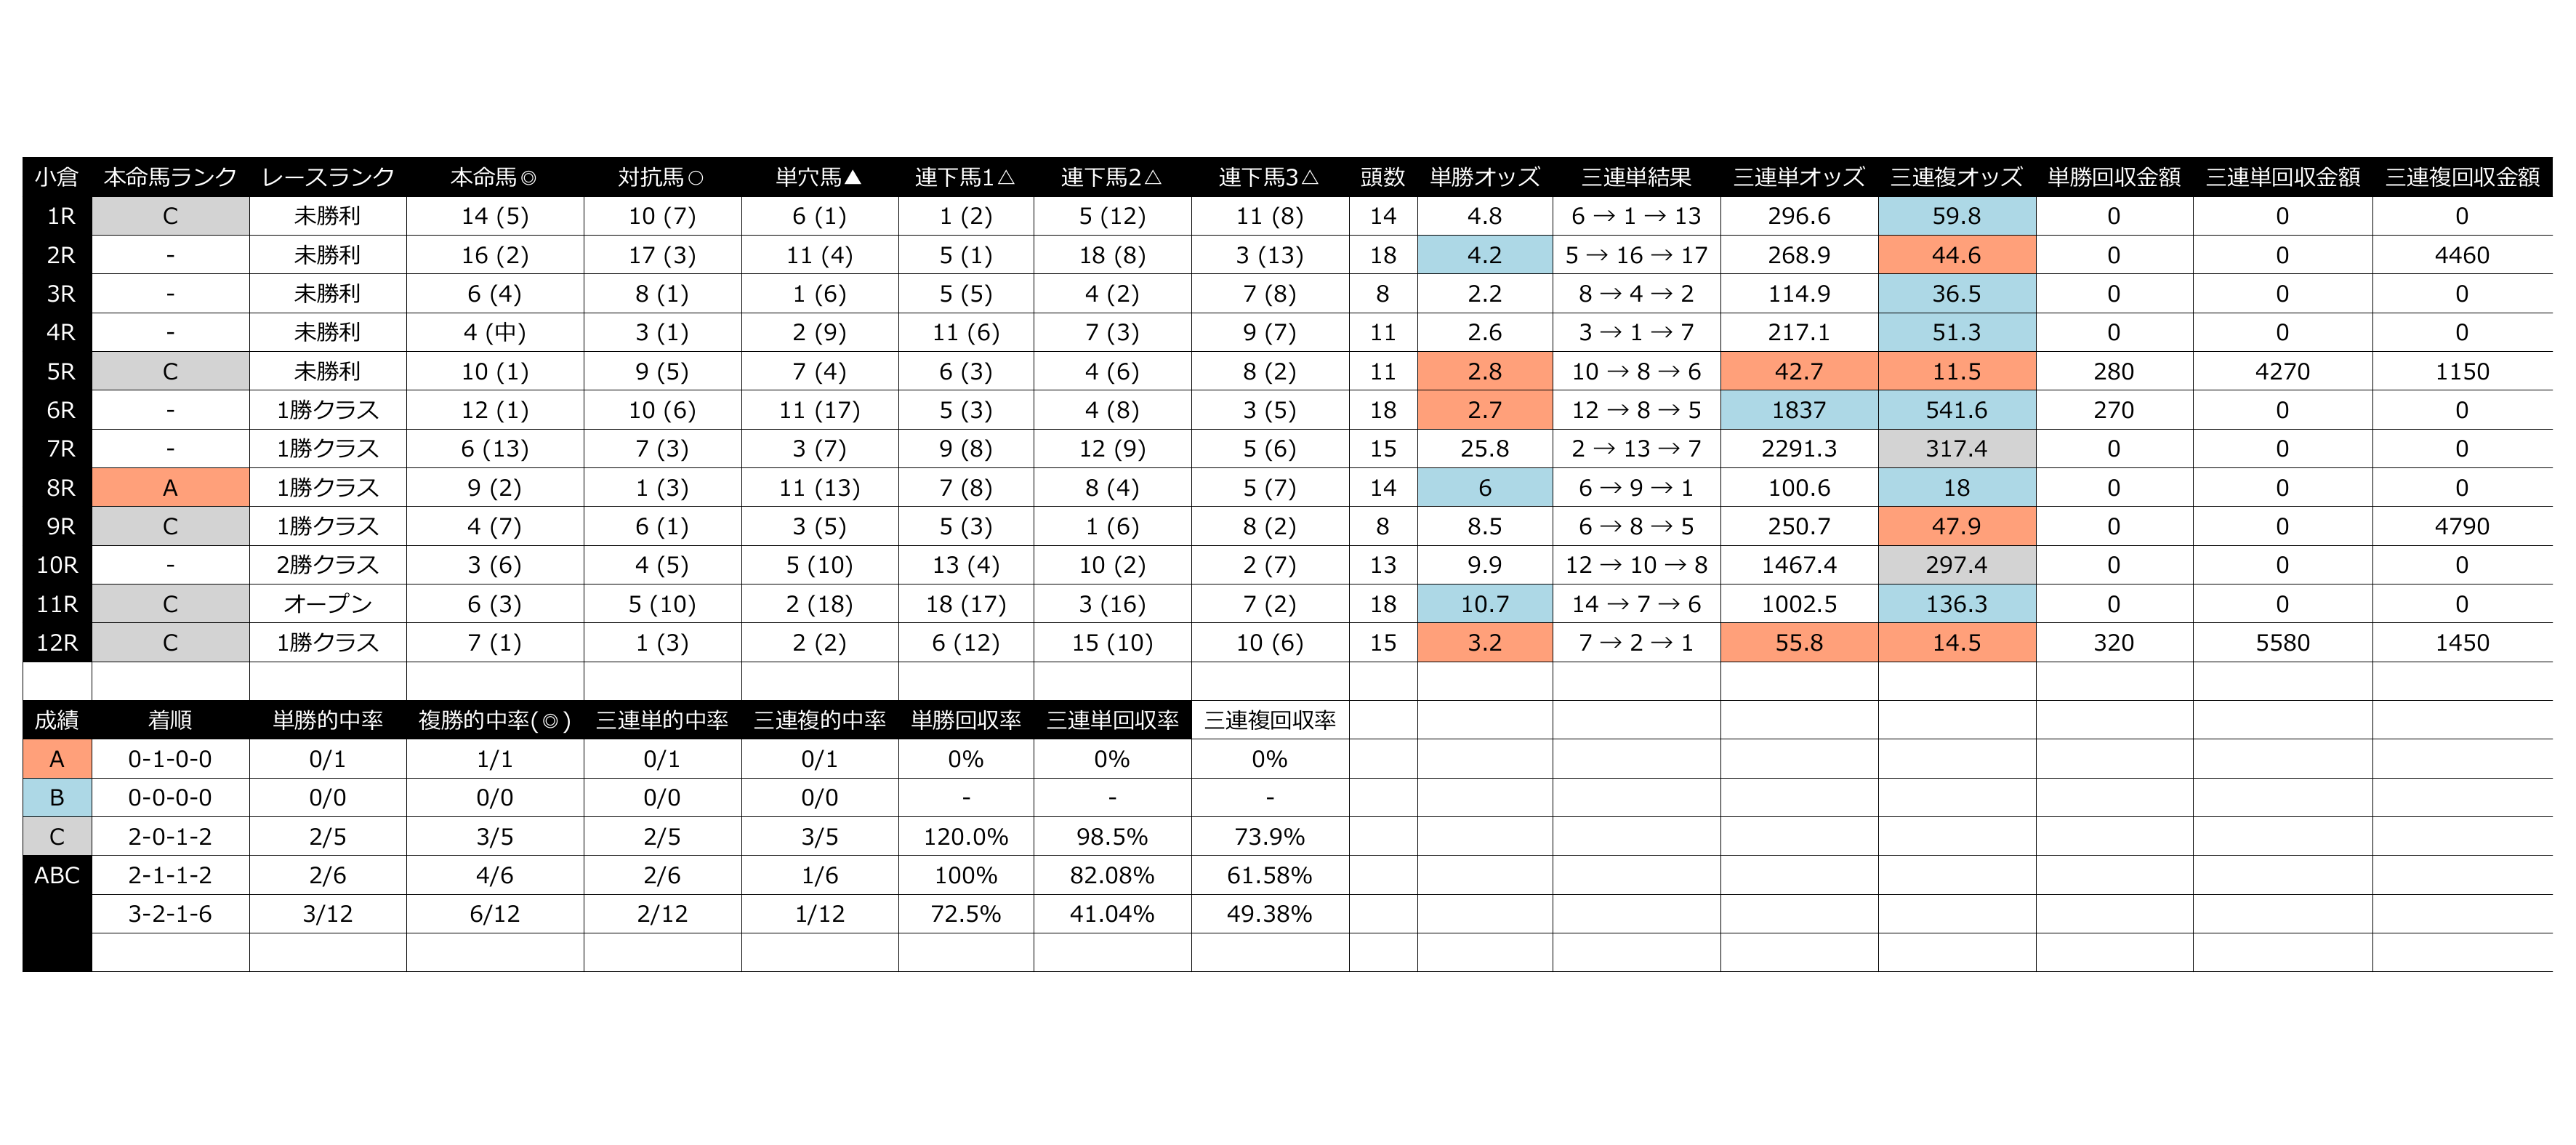 小倉 本命馬ランク レースランク 本命馬◎ 対抗馬○ 単穴馬▲ 連下馬1△ 連下馬2△ 連下馬3△ 頭数 単勝オッズ 三連単結果 三連単オッズ 三連複オッズ 単勝回収金額 三連単回収金額 三連複回収金額
1R C 未勝利 14 (5) 10 (7) 6 (1) 1 (2) 5 (12) 11 (8) 14 4.8 6 → 1 → 13 296.6 59.8 0 0 0
2R - 未勝利 16 (2) 17 (3) 11 (4) 5 (1) 18 (8) 3 (13) 18 4.2 5 → 16 → 17 268.9 44.6 0 0 4460
3R - 未勝利 6 (4) 8 (1) 1 (6) 5 (5) 4 (2) 7 (8) 8 2.2 8 → 4 → 2 114.9 36.5 0 0 0
4R - 未勝利 4 (中) 3 (1) 2 (9) 11 (6) 7 (3) 9 (7) 11 2.6 3 → 1 → 7 217.1 51.3 0 0 0
5R C 未勝利 10 (1) 9 (5) 7 (4) 6 (3) 4 (6) 8 (2) 11 2.8 10 → 8 → 6 42.7 11.5 280 4270 1150
6R - 1勝クラス 12 (1) 10 (6) 11 (17) 5 (3) 4 (8) 3 (5) 18 2.7 12 → 8 → 5 1837 541.6 270 0 0
7R - 1勝クラス 6 (13) 7 (3) 3 (7) 9 (8) 12 (9) 5 (6) 15 25.8 2 → 13 → 7 2291.3 317.4 0 0 0
8R A 1勝クラス 9 (2) 1 (3) 11 (13) 7 (8) 8 (4) 5 (7) 14 6 6 → 9 → 1 100.6 18 0 0 0
9R C 1勝クラス 4 (7) 6 (1) 3 (5) 5 (3) 1 (6) 8 (2) 8 8.5 6 → 8 → 5 250.7 47.9 0 0 4790
10R - 2勝クラス 3 (6) 4 (5) 5 (10) 13 (4) 10 (2) 2 (7) 13 9.9 12 → 10 → 8 1467.4 297.4 0 0 0
11R C オープン 6 (3) 5 (10) 2 (18) 18 (17) 3 (16) 7 (2) 18 10.7 14 → 7 → 6 1002.5 136.3 0 0 0
12R C 1勝クラス 7 (1) 1 (3) 2 (2) 6 (12) 15 (10) 10 (6) 15 3.2 7 → 2 → 1 55.8 14.5 320 5580 1450
成績 着順 単勝的中率 複勝的中率(◎) 三連単的中率 三連複的中率 単勝回収率 三連単回収率 三連複回収率
A 0-1-0-0 0/1 1/1 0/1 0/1 0% 0% 0%
B 0-0-0-0 0/0 0/0 0/0 0/0 - - -
C 2-0-1-2 2/5 3/5 2/5 3/5 120.0% 98.5% 73.9%
ABC 2-1-1-2 2/6 4/6 2/6 1/6 100% 82.08% 61.58%
3-2-1-6 3/12 6/12 2/12 1/12 72.5% 41.04% 49.38%